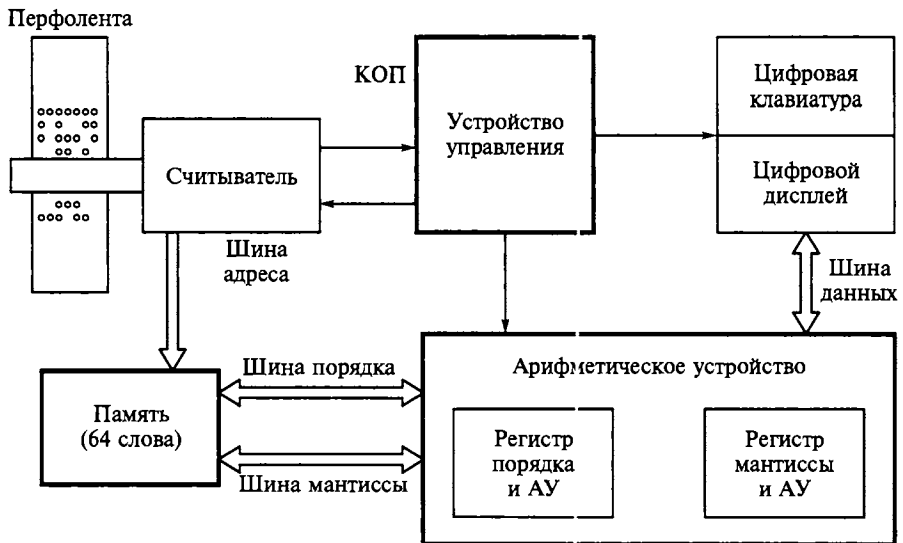 Перфолента
КОП
Считыватель
Устройство
управления
Цифровая
клавиатура
Цифровой
дисплей
Шина
адреса
Шина
данных
Память
(64 слова)
Шина порядка
Шина мантиссы
Арифметическое устройство
Регистр
порядка
и АУ
Регистр
мантиссы
и АУ